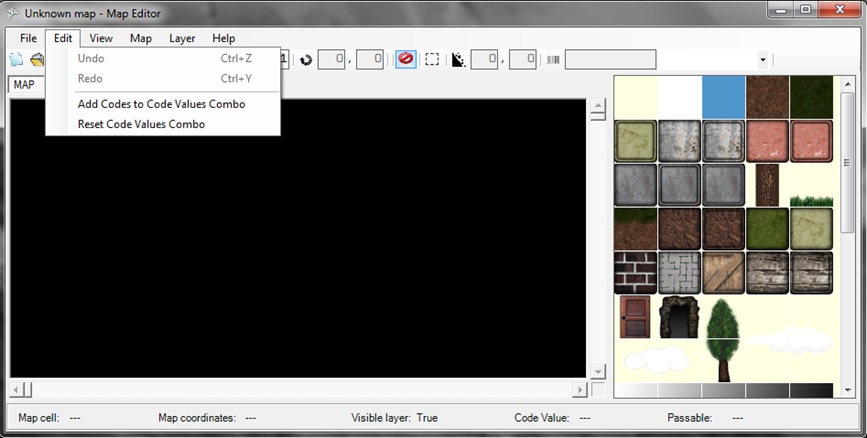 Unknown map - Map Editor
File Edit View Map Layer Help
Undo Ctrl+Z
Redo Ctrl+Y
Add Codes to Code Values Combo
Reset Code Values Combo
1 0 , 0 0 , 0
MAP
Map cell: --- Map coordinates: --- Visible layer: True Code Value: --- Passable: ---